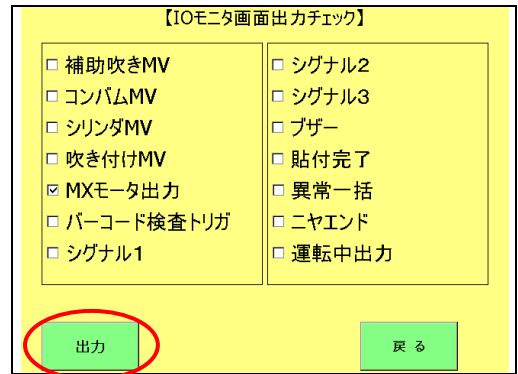 【IOモニタ画面出力チェック】
補助吹きMV
コンバムMV
シリンダMV
吹き付けMV
MXモータ出力
バーコード検査トリガ
シグナル1
シグナル2
シグナル3
ブザー
貼付完了
異常一括
ニヤエンド
運転中出力
出力
戻る